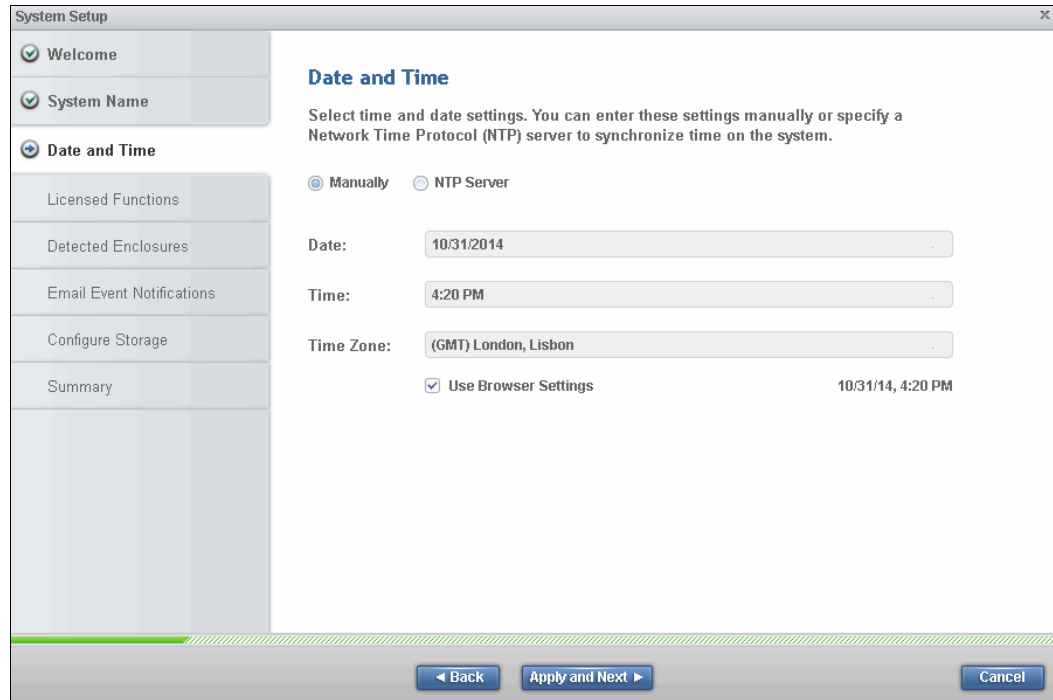 System Setup
x
Welcome
System Name
Date and Time
Licensed Functions
Detected Enclosures
Email Event Notifications
Configure Storage
Summary
Date and Time
Select time and date settings. You can enter these settings manually or specify a
Network Time Protocol (NTP) server to synchronize time on the system.
Manually NTP Server
Date: 10/31/2014
Time: 4:20 PM
Time Zone: (GMT) London, Lisbon
Use Browser Settings 10/31/14, 4:20 PM
Back Apply and Next Cancel